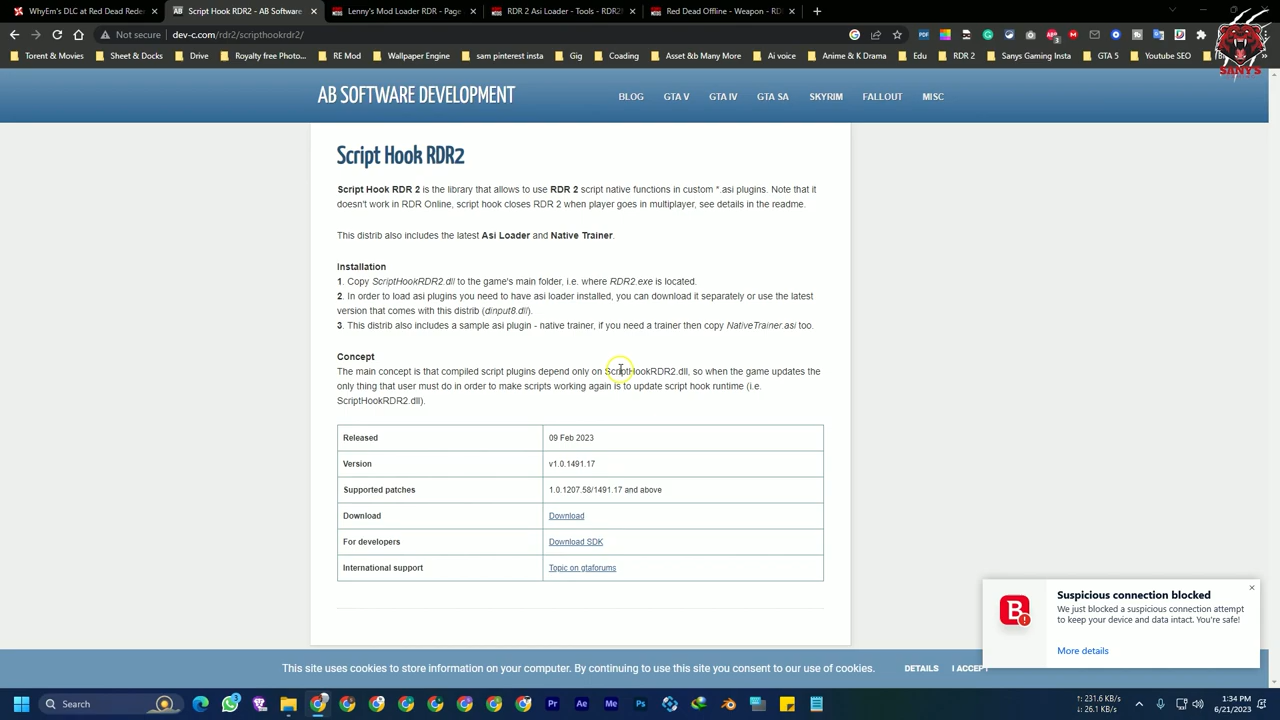 WhyEm's DLC at Red Dead Redem
Script Hook RDR2 - AB Software
Lenny's Mod Loader RDR - Page
RDR 2 Asi Loader - Tools - RDR2
Red Dead Offline - Weapon - RD
Not secure dev-c.com/rdr2/scripthookrdr2/
Torent & Movies
Sheet & Docks
Drive
Royalty free Photo...
RE Mod
Wallpaper Engine
sam pinterest insta
Gig
Coading
Asset &b Many More
Ai voice
Anime & K Drama
Edu
RDR 2
Sanys Gaming Insta
GTA 5
Youtube SEO
SANY'S
AB SOFTWARE DEVELOPMENT
BLOG GTA V GTA IV GTA SA SKYRIM FALLOUT MISC
Script Hook RDR2
Script Hook RDR 2 is the library that allows to use RDR 2 script native functions in custom *.asi plugins. Note that it
doesn't work in RDR Online, script hook closes RDR 2 when player goes in multiplayer, see details in the readme.
This distrib also includes the latest Asi Loader and Native Trainer.
Installation
1. Copy ScriptHookRDR2.dll to the game's main folder, i.e. where RDR2.exe is located.
2. In order to load asi plugins you need to have asi loader installed, you can download it separately or use the latest
version that comes with this distrib (dinput8.dll).
3. This distrib also includes a sample asi plugin - native trainer, if you need a trainer then copy NativeTrainer.asi too.
Concept
The main concept is that compiled script plugins depend only on ScriptHookRDR2.dll, so when the game updates the
only thing that user must do in order to make scripts working again is to update script hook runtime (i.e.
ScriptHookRDR2.dll).
Released 09 Feb 2023
Version v1.0.1491.17
Supported patches 1.0.1207.58/1491.17 and above
Download Download
For developers Download SDK
International support Topic on gtaforums
Suspicious connection blocked
We just blocked a suspicious connection attempt
to keep your device and data intact. You're safe!
More details
This site uses cookies to store information on your computer. By continuing to use this site you consent to our use of cookies. DETAILS I ACCEPT
Search
↑: 231.6 KB/s
↓: 26.1 KB/s
1:34 PM
6/21/2023